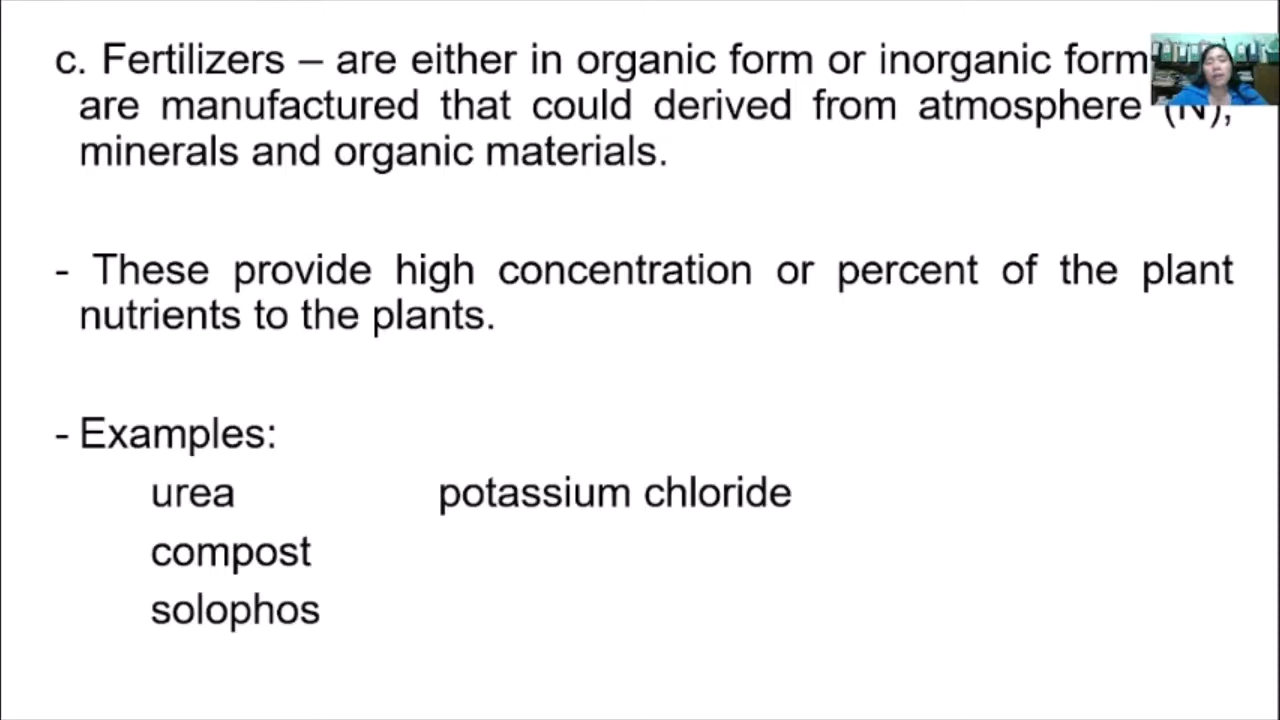 c. Fertilizers – are either in organic form or inorganic form
are manufactured that could derived from atmosphere (N),
minerals and organic materials.
- These provide high concentration or percent of the plant
nutrients to the plants.
- Examples:
urea potassium chloride
compost
solophos